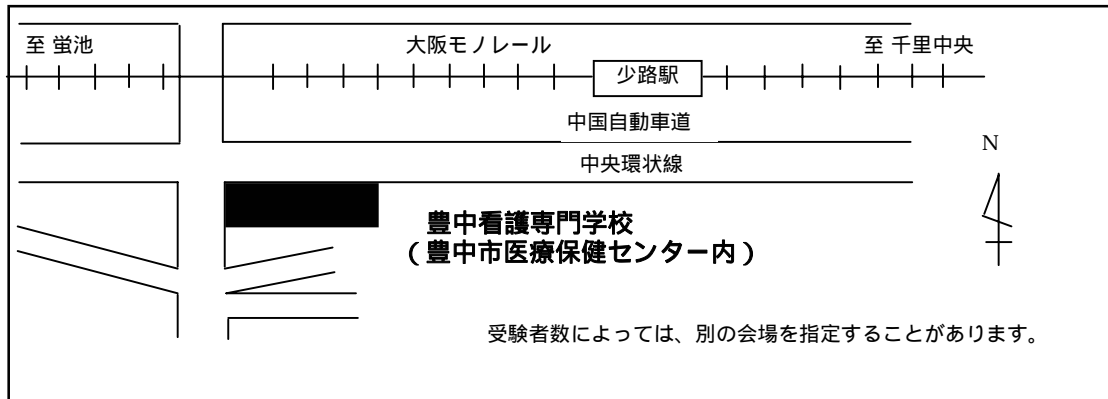 至 蛍池
大阪モノレール
至 千里中央
少路駅
中国自動車道
N
中央環状線
豊中看護専門学校
（豊中市医療保健センター内）
受験者数によっては、別の会場を指定することがあります。